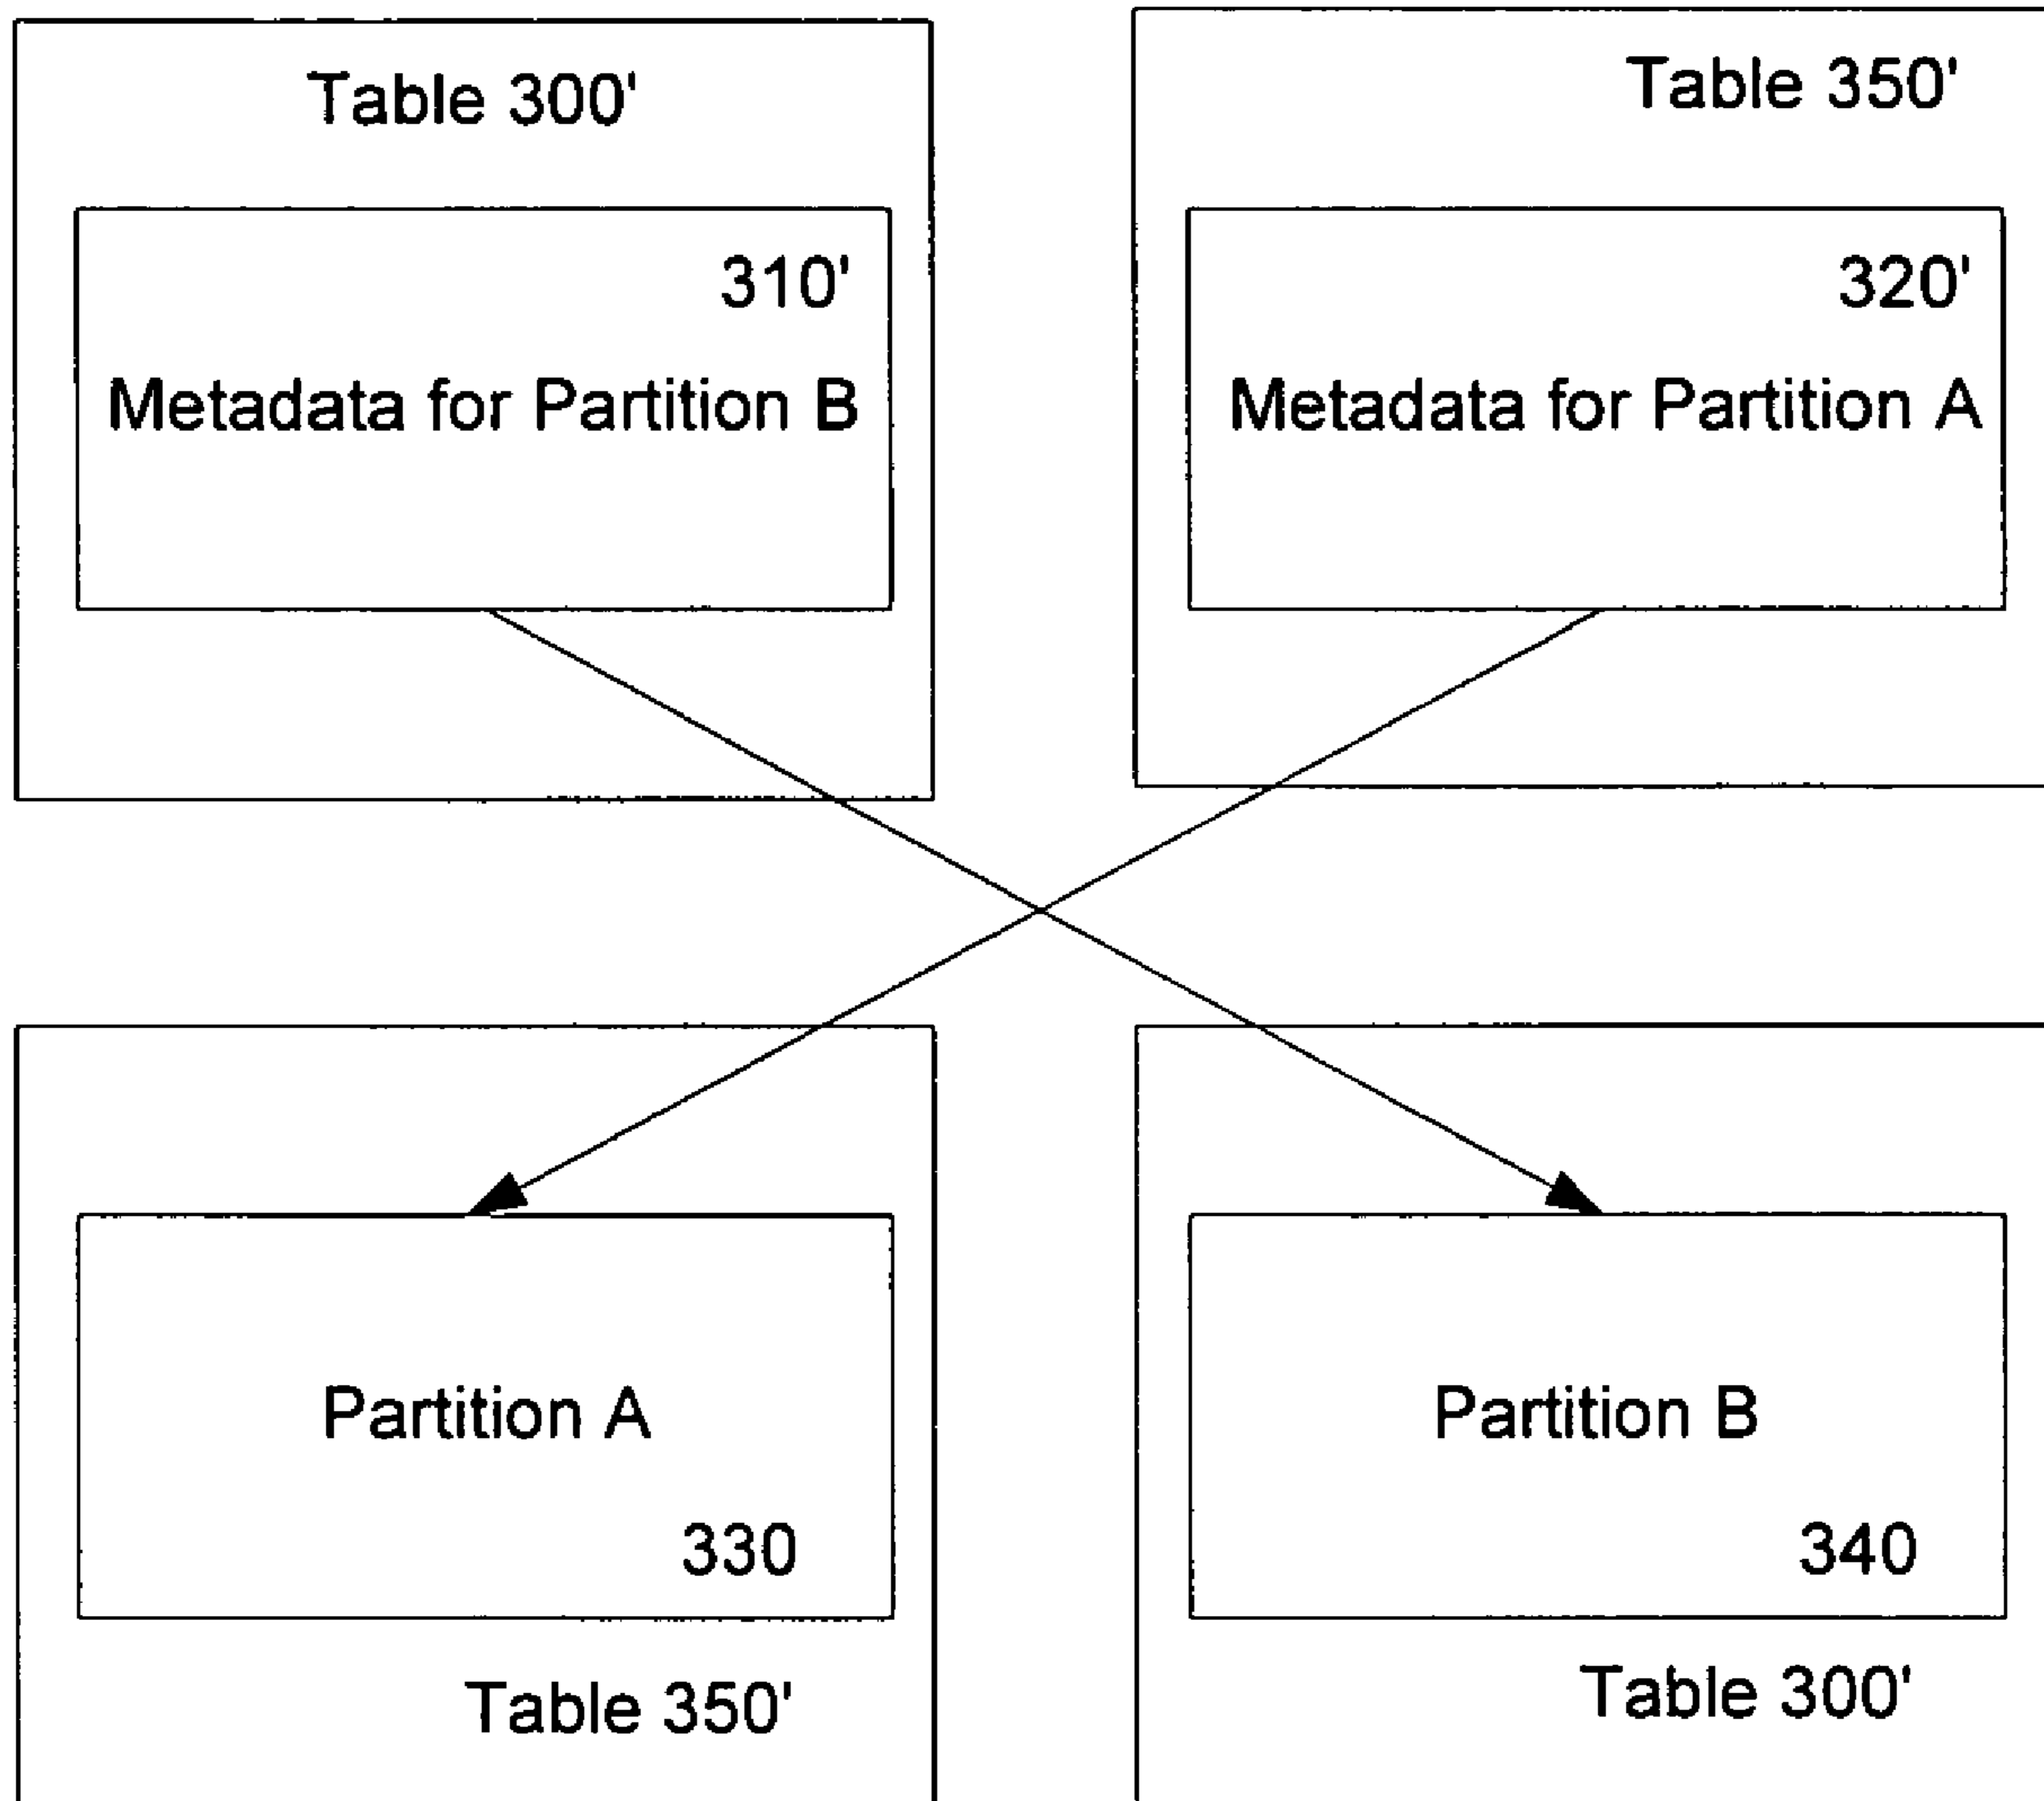 Table 300'
310'
Metadata for Partition B
Table 350'
320'
Metadata for Partition A
Partition A
330
Table 350'
Partition B
340
Table 300'